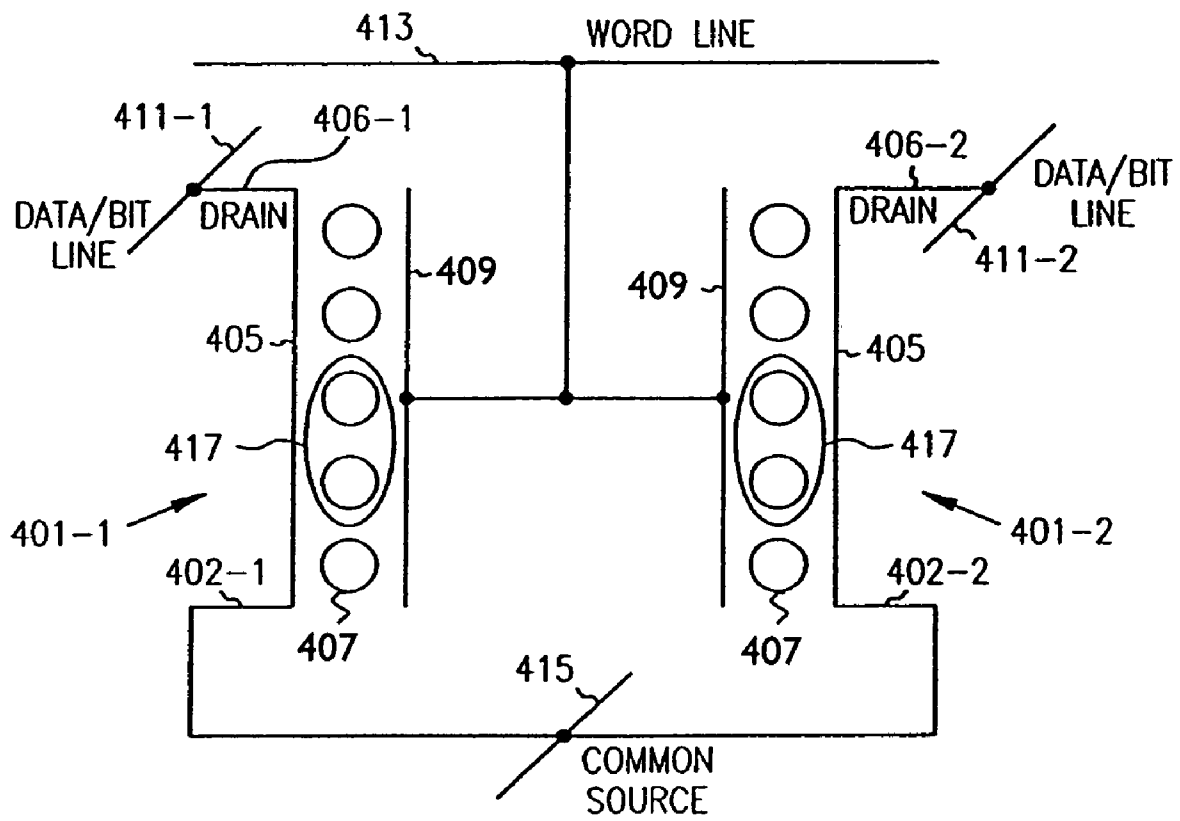 413
WORD LINE
411-1
406-1
406-2
DATA/BIT
LINE
DRAIN
DRAIN
DATA/BIT
LINE
411-2
409
409
405
405
417
417
401-1
401-2
402-1
402-2
407
407
415
COMMON
SOURCE